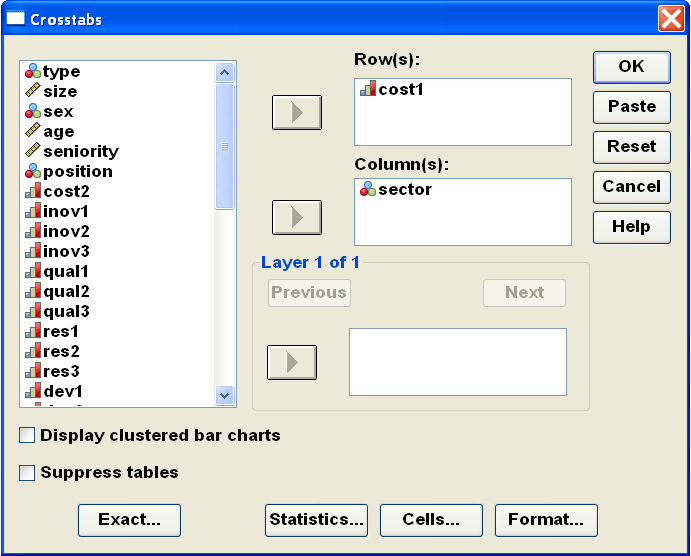 Crosstabs
type
size
sex
age
seniority
position
cost2
inov1
inov2
inov3
qual1
qual2
qual3
res1
res2
res3
dev1
Row(s):
cost1
Column(s):
sector
Layer 1 of 1
Previous
Next
OK
Paste
Reset
Cancel
Help
Display clustered bar charts
Suppress tables
Exact...
Statistics...
Cells...
Format...